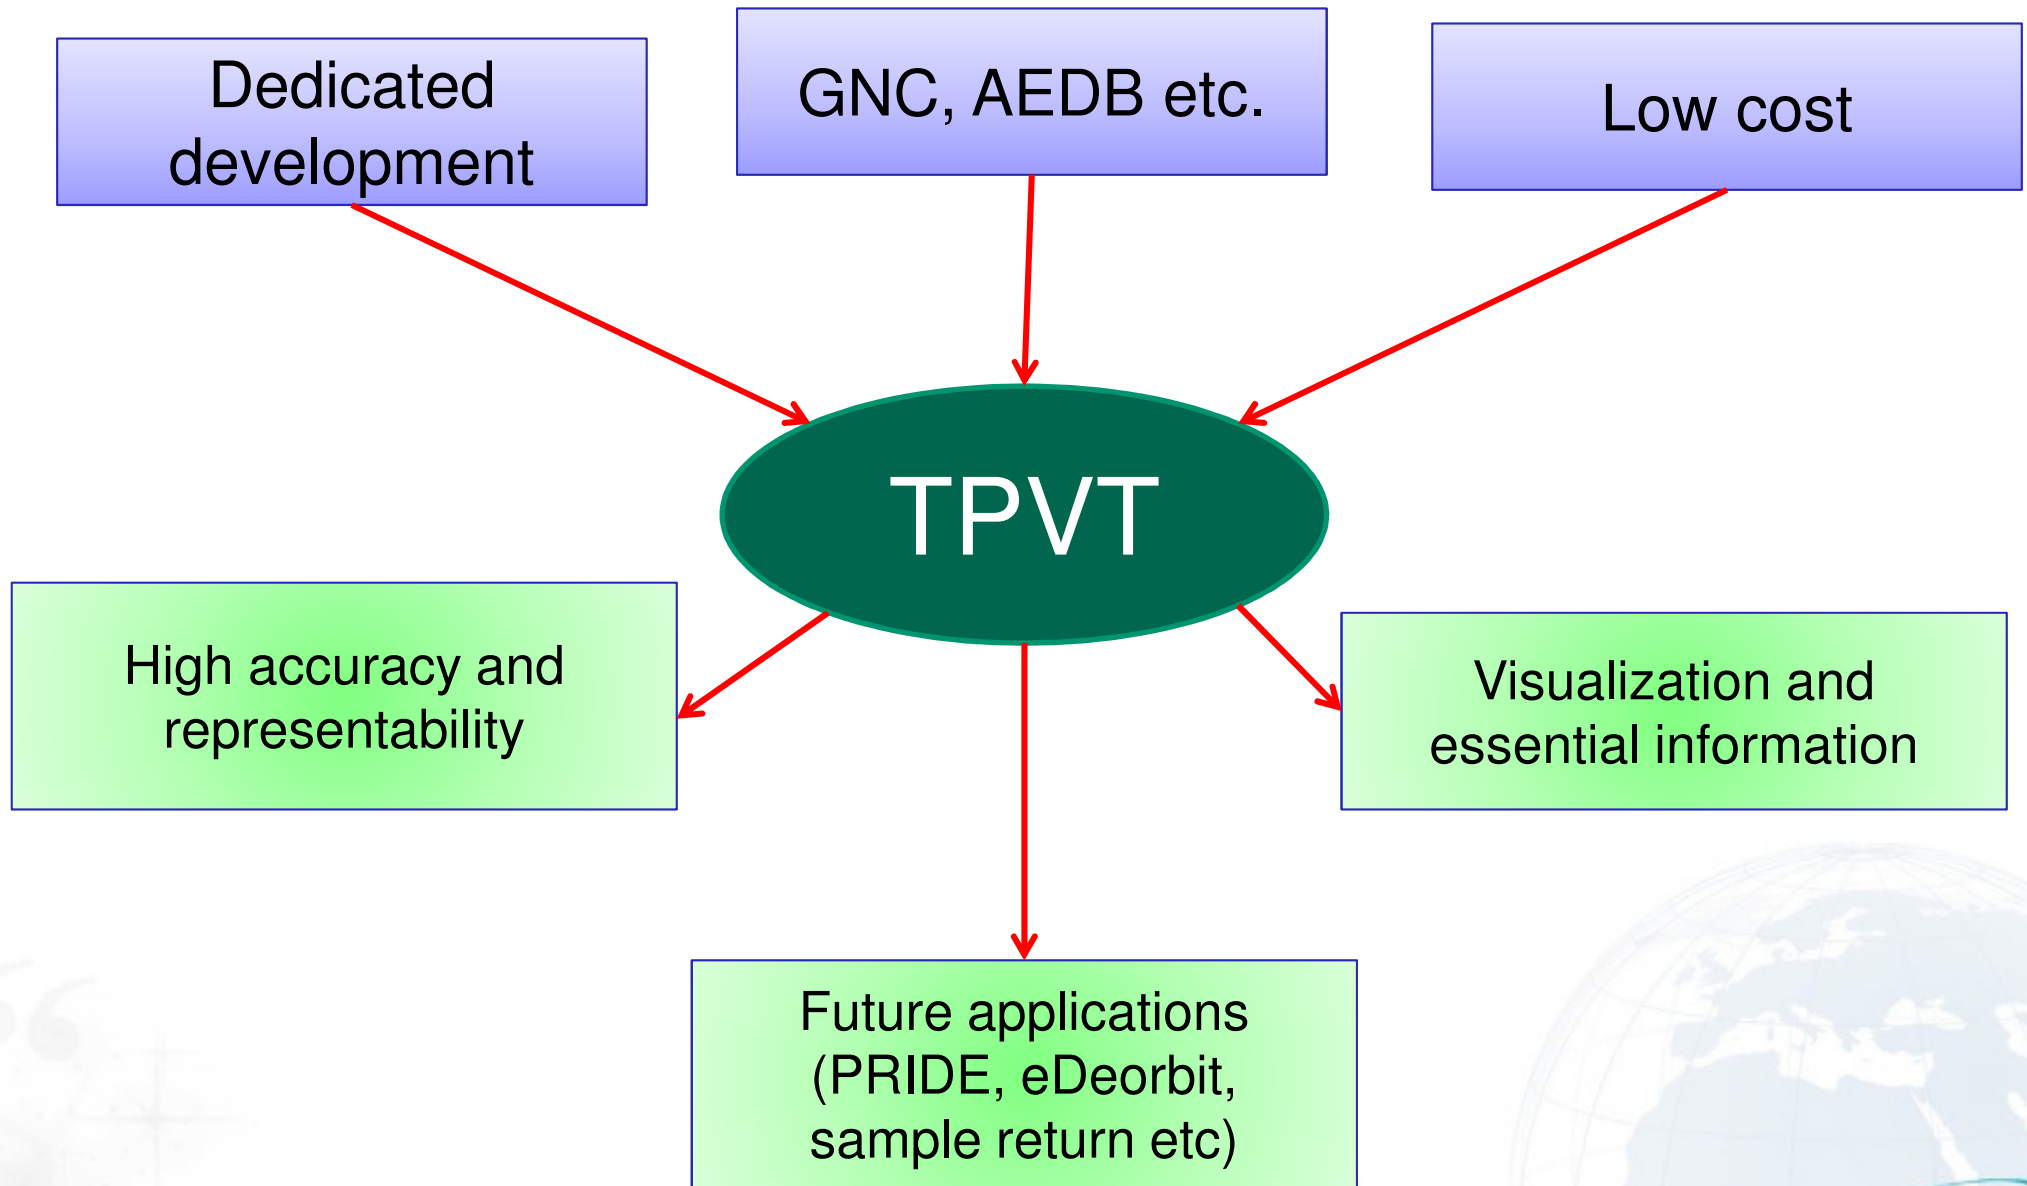 Dedicated
development
GNC, AEDB etc.
Low cost
TPVT
High accuracy and
representability
Visualization and
essential information
Future applications
(PRIDE, eDeorbit,
sample return etc)